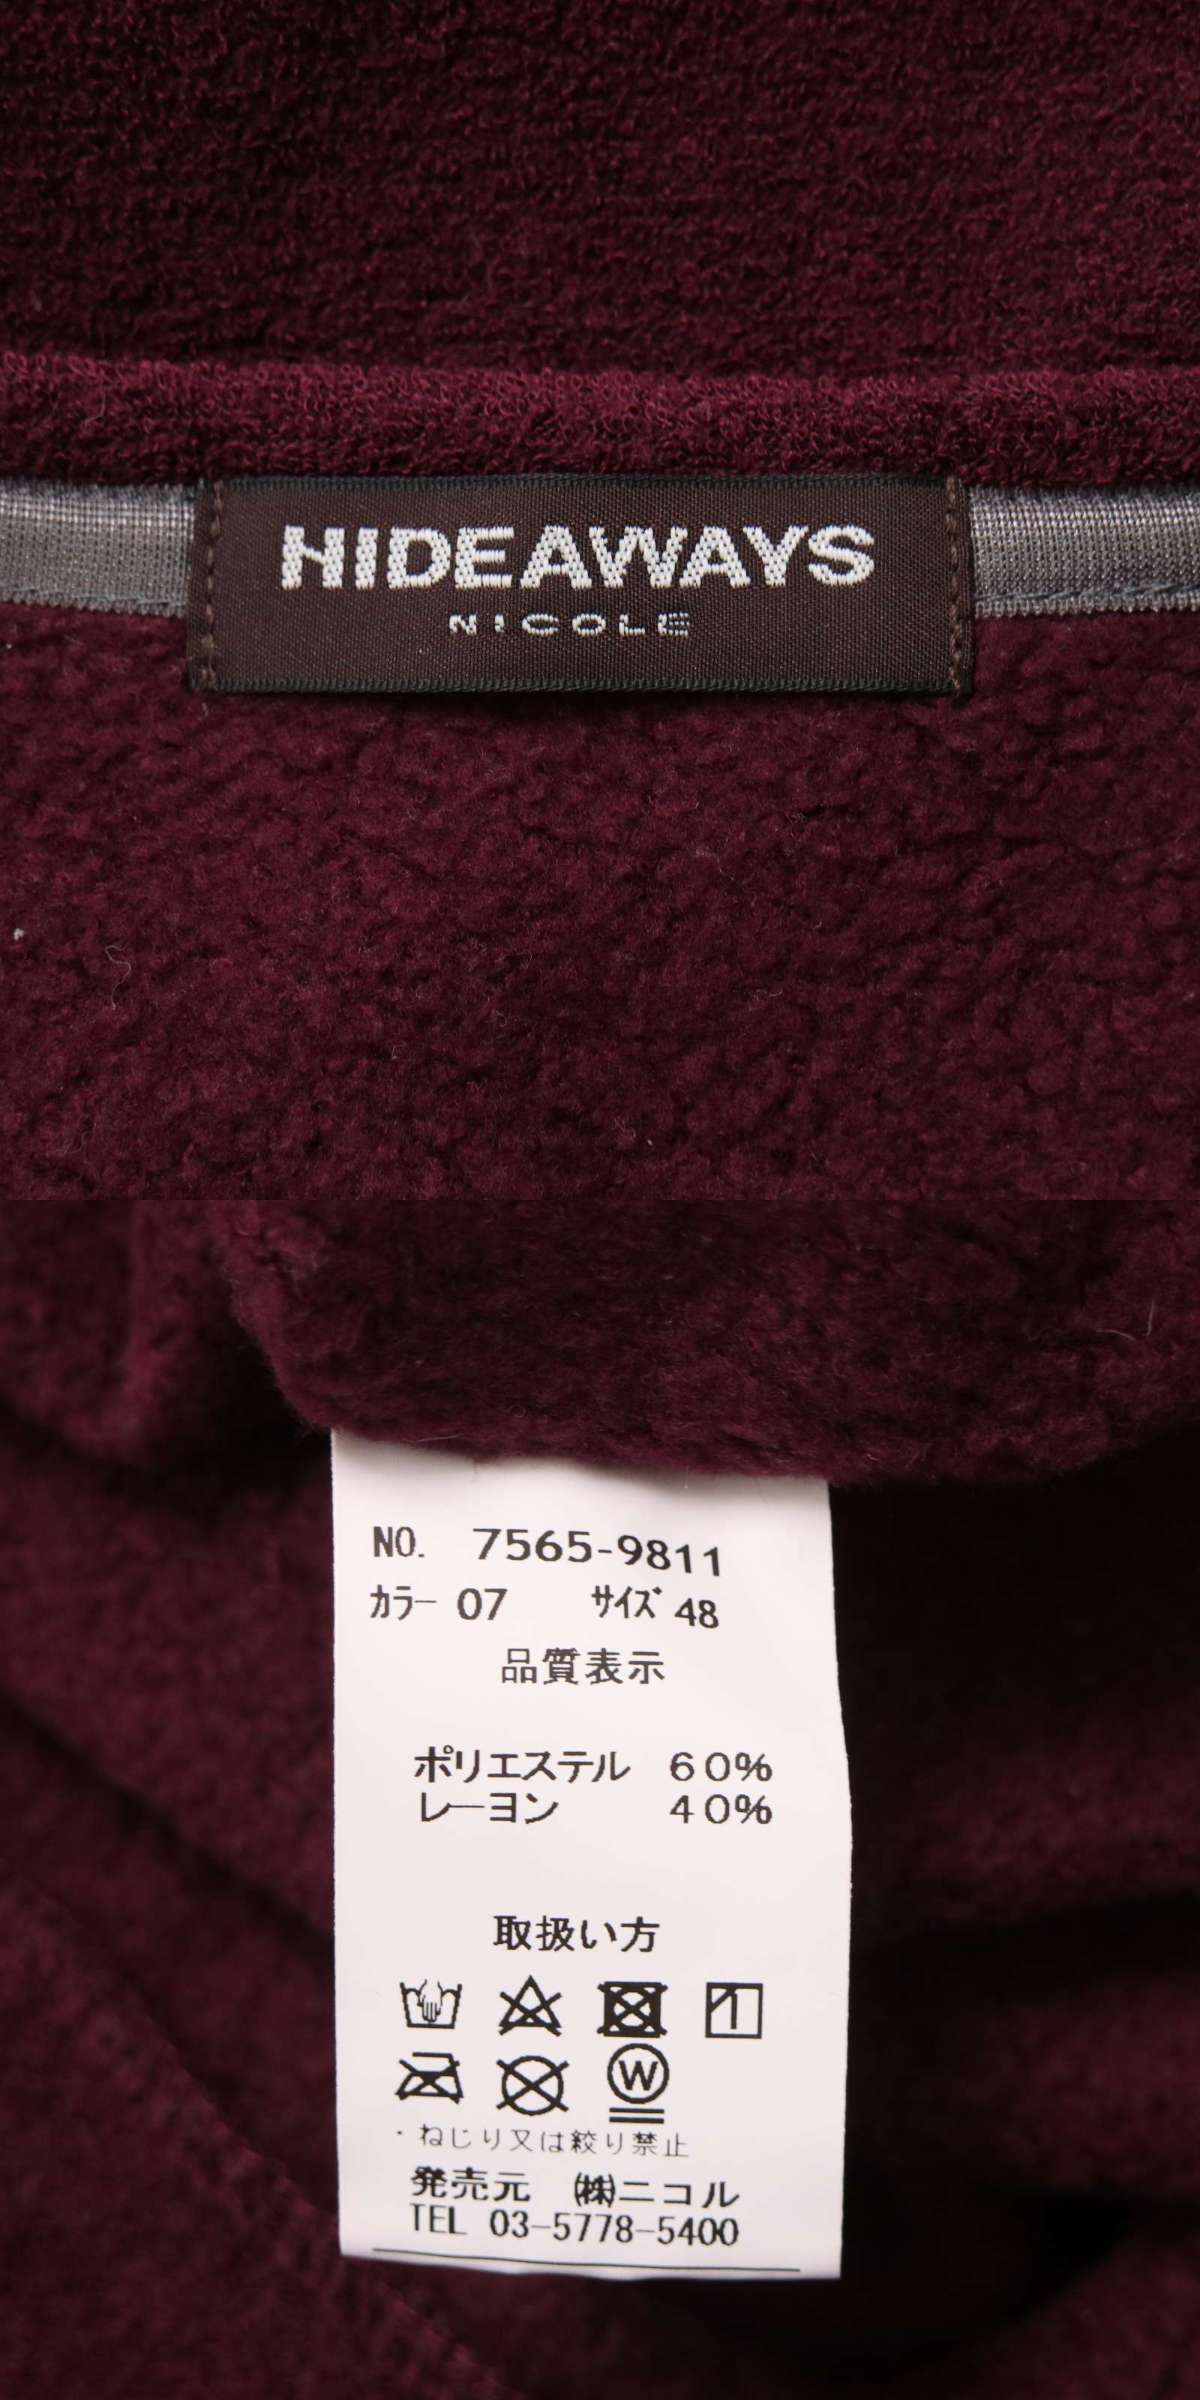 HIDEAWAYS
NICOLE
NO. 7565-9811
カラー 07 サイズ 48
品質表示
ポリエステル 60%
レーヨン 40%
取扱い方
W
・ねじり又は絞り禁止
発売元 ㈱ニコル
TEL 03-5778-5400